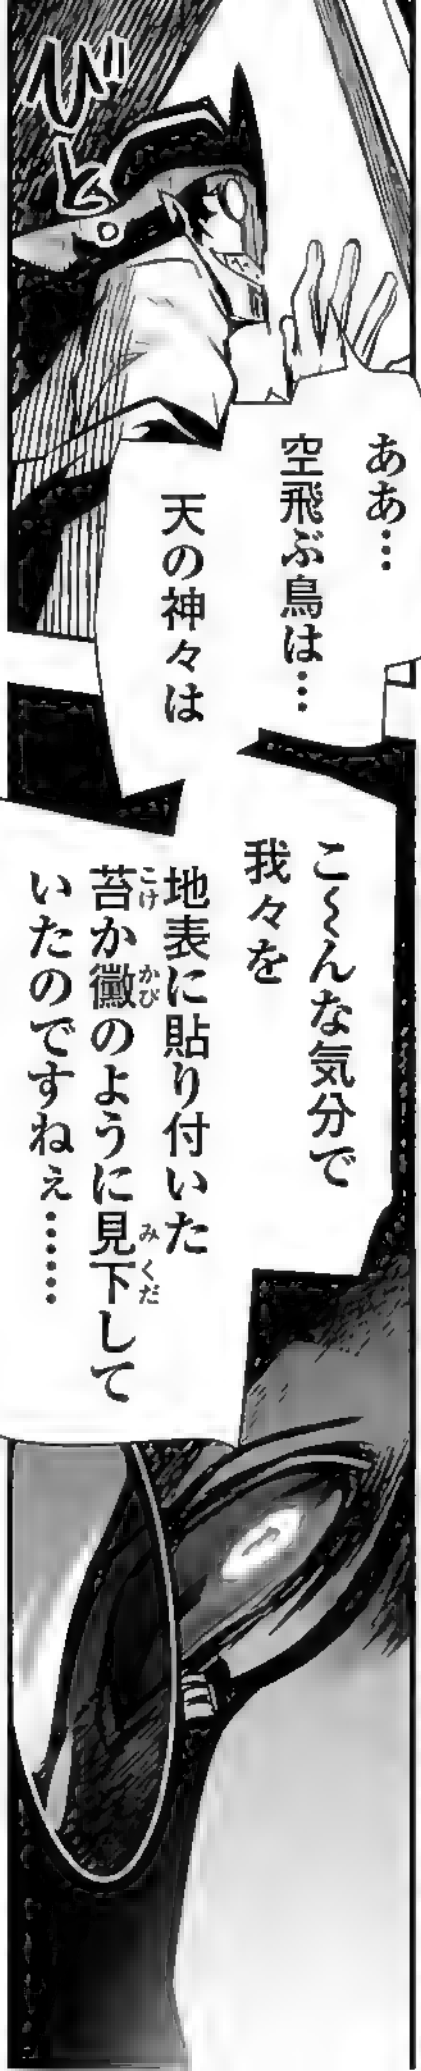 びと。
ああ…
空飛ぶ鳥は…
天の神々は
こ〜んな気分で
我々を
地表に貼り付いた
苔か黴のように見下して
いたのですねぇ……